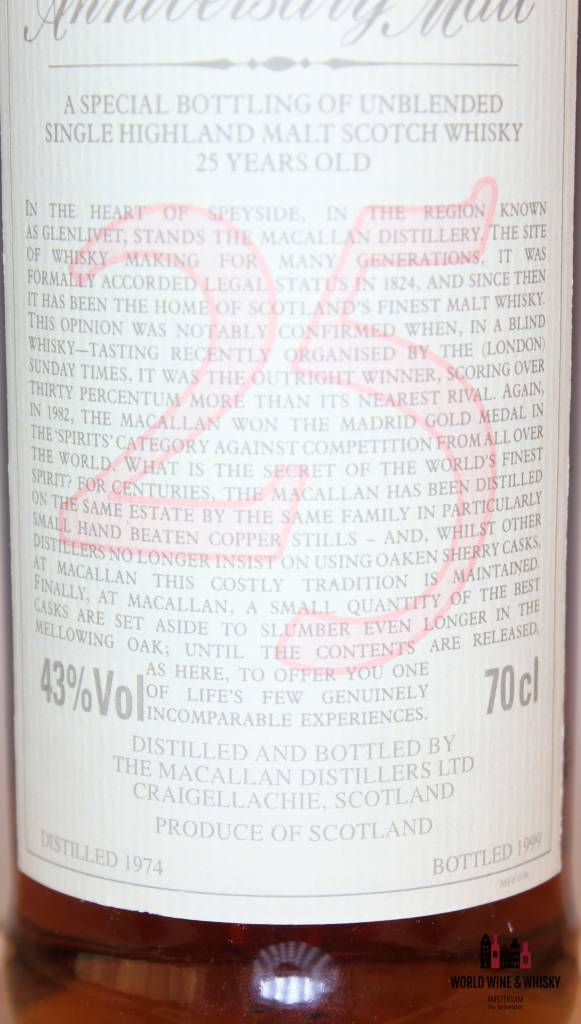 Anniversary Malt
A SPECIAL BOTTLING OF UNBLENDED
SINGLE HIGHLAND MALT SCOTCH WHISKY
25 YEARS OLD
25
IN THE HEART OF SPEYSIDE, IN THE REGION KNOWN
AS GLENLIVET, STANDS THE MACALLAN DISTILLERY. THE SITE
OF WHISKY MAKING FOR MANY GENERATIONS, IT WAS
FORMALLY ACCORDED LEGAL STATUS IN 1824, AND SINCE THEN
IT HAS BEEN THE HOME OF SCOTLAND'S FINEST MALT WHISKY.
THIS OPINION WAS NOTABLY CONFIRMED WHEN, IN A BLIND
WHISKY—TASTING RECENTLY ORGANISED BY THE (LONDON)
SUNDAY TIMES, IT WAS THE OUTRIGHT WINNER, SCORING OVER
THIRTY PERCENTUM MORE THAN ITS NEAREST RIVAL. AGAIN,
IN 1982, THE MACALLAN WON THE MADRID GOLD MEDAL IN
THE 'SPIRITS' CATEGORY AGAINST COMPETITION FROM ALL OVER
THE WORLD. WHAT IS THE SECRET OF THE WORLD'S FINEST
SPIRIT? FOR CENTURIES, THE MACALLAN HAS BEEN DISTILLED
ON THE SAME ESTATE BY THE SAME FAMILY IN PARTICULARLY
SMALL HAND BEATEN COPPER STILLS – AND, WHILST OTHER
DISTILLERS NO LONGER INSIST ON USING OAKEN SHERRY CASKS,
AT MACALLAN THIS COSTLY TRADITION IS MAINTAINED.
FINALLY, AT MACALLAN, A SMALL QUANTITY OF THE BEST
CASKS ARE SET ASIDE TO SLUMBER EVEN LONGER IN THE
MELLOWING OAK; UNTIL THE CONTENTS ARE RELEASED,
AS HERE, TO OFFER YOU ONE
OF LIFE'S FEW GENUINELY
INCOMPARABLE EXPERIENCES.
43%Vol
70cl
DISTILLED AND BOTTLED BY
THE MACALLAN DISTILLERS LTD
CRAIGELLACHIE, SCOTLAND
PRODUCE OF SCOTLAND
DISTILLED 1974
BOTTLED 1999
WORLD WINE & WHISKY
AMSTERDAM
The Netherlands